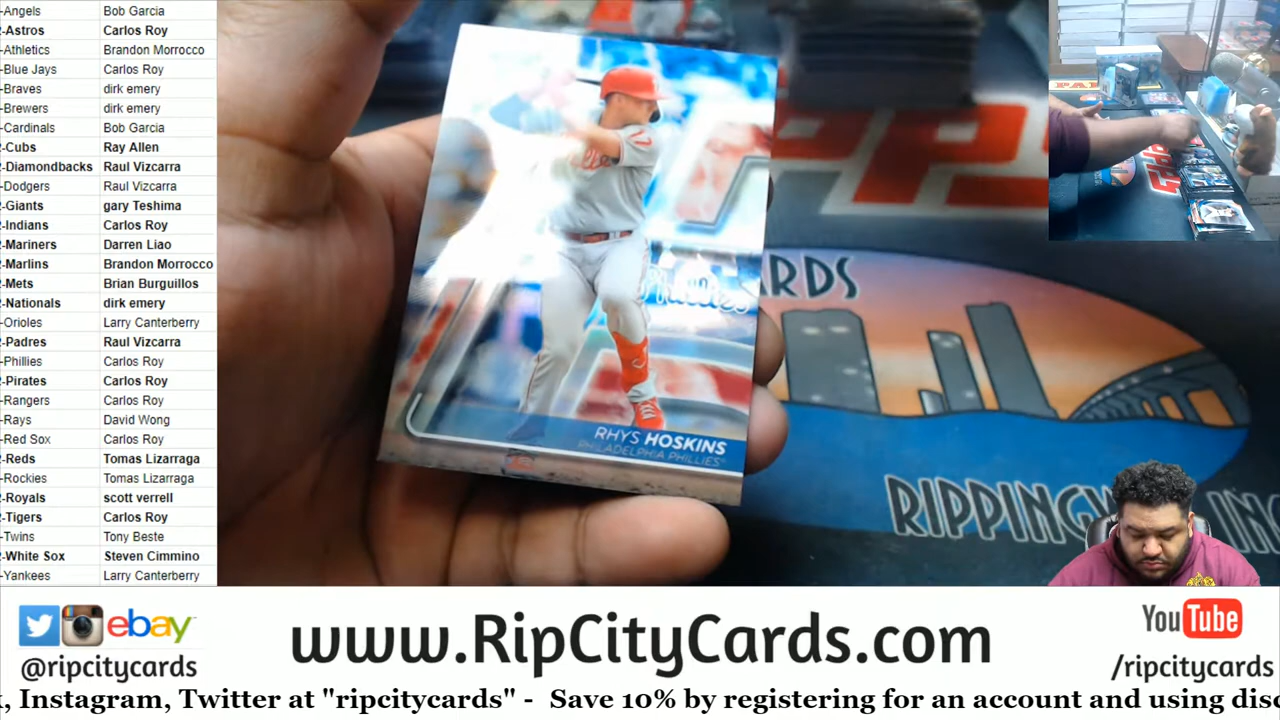 -Angels Bob Garcia
-Astros Carlos Roy
-Athletics Brandon Morrocco
-Blue Jays Carlos Roy
-Braves dirk emery
-Brewers dirk emery
-Cardinals Bob Garcia
-Cubs Ray Allen
-Diamondbacks Raul Vizcarra
-Dodgers Raul Vizcarra
-Giants gary Teshima
-Indians Carlos Roy
-Mariners Darren Liao
-Marlins Brandon Morrocco
-Mets Brian Burguillos
-Nationals dirk emery
-Orioles Larry Canterberry
-Padres Raul Vizcarra
-Phillies Carlos Roy
-Pirates Carlos Roy
-Rangers Carlos Roy
-Rays David Wong
-Red Sox Carlos Roy
-Reds Tomas Lizarraga
-Rockies Tomas Lizarraga
-Royals scott verrell
-Tigers Carlos Roy
-Twins Tony Beste
-White Sox Steven Cimmino
-Yankees Larry Canterberry
Phillies
RHYS HOSKINS
PHILADELPHIA PHILLIES
ARDS
RIPPING
ebay
@ripcitycards
www.RipCityCards.com
YouTube
/ripcitycards
, Instagram, Twitter at "ripcitycards" - Save 10% by registering for an account and using disc